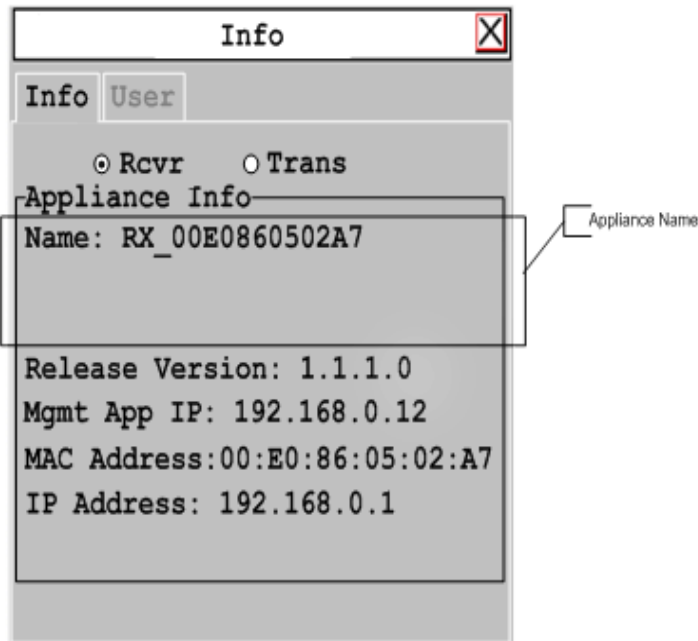 Info
X
Info User
Rcvr Trans
Appliance Info
Name: RX_00E0860502A7
Appliance Name
Release Version: 1.1.1.0
Mgmt App IP: 192.168.0.12
MAC Address:00:E0:86:05:02:A7
IP Address: 192.168.0.1